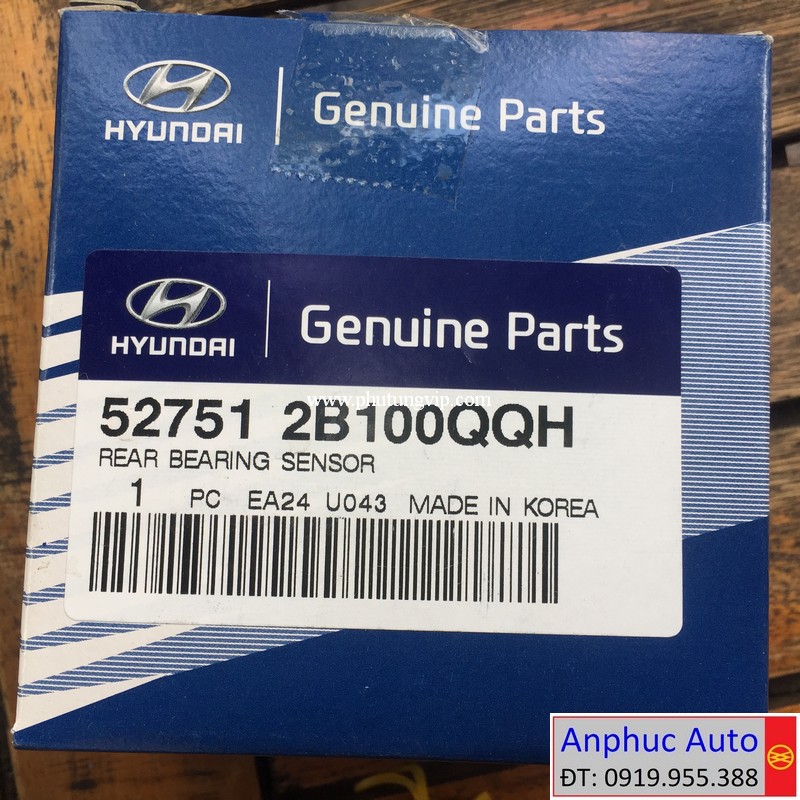 HYUNDAI
Genuine Parts
HYUNDAI
Genuine Parts
www.phutungvip.com
52751 2B100QQH
REAR BEARING SENSOR
1 PC EA24 U043 MADE IN KOREA
Anphuc Auto
ĐT: 0919.955.388